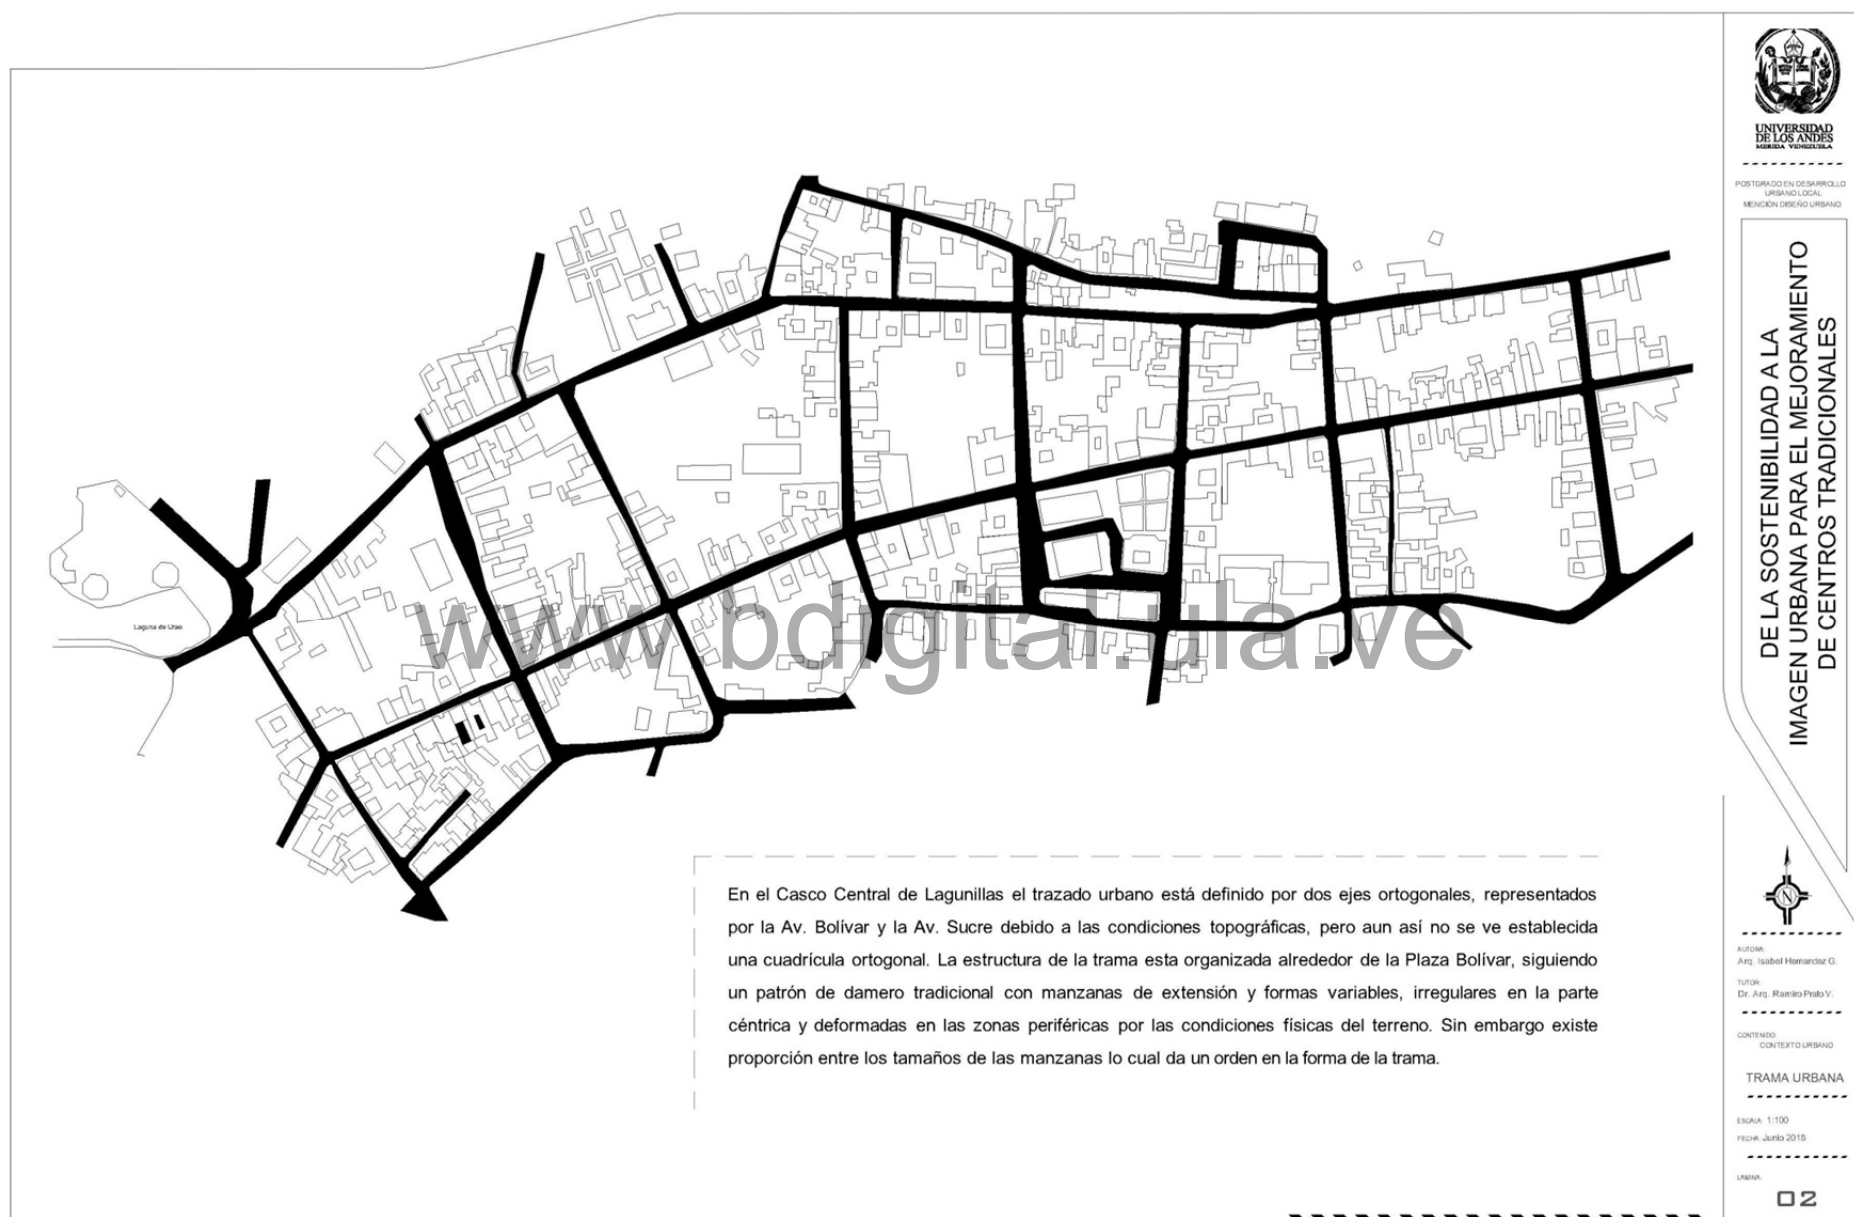 UNIVERSIDAD
DE LOS ANDES
MERIDA VENEZUELA
POSTGRADO EN DESARROLLO
URBANO LOCAL
MENCIÓN DISEÑO URBANO
DE LA SOSTENIBILIDAD A LA
IMAGEN URBANA PARA EL MEJORAMIENTO
DE CENTROS TRADICIONALES
Laguna de Urao
www.bdigital.ula.ve
En el Casco Central de Lagunillas el trazado urbano está definido por dos ejes ortogonales, representados
por la Av. Bolívar y la Av. Sucre debido a las condiciones topográficas, pero aun así no se ve establecida
una cuadrícula ortogonal. La estructura de la trama esta organizada alrededor de la Plaza Bolívar, siguiendo
un patrón de damero tradicional con manzanas de extensión y formas variables, irregulares en la parte
céntrica y deformadas en las zonas periféricas por las condiciones físicas del terreno. Sin embargo existe
proporción entre los tamaños de las manzanas lo cual da un orden en la forma de la trama.
N
AUTORA:
Arq. Isabel Hernandez G.
TUTOR:
Dr. Arq. Ramiro Prato V.
CONTENIDO:
CONTEXTO URBANO
TRAMA URBANA
ESCALA: 1:100
FECHA: Junio 2018
LAMINA:
02